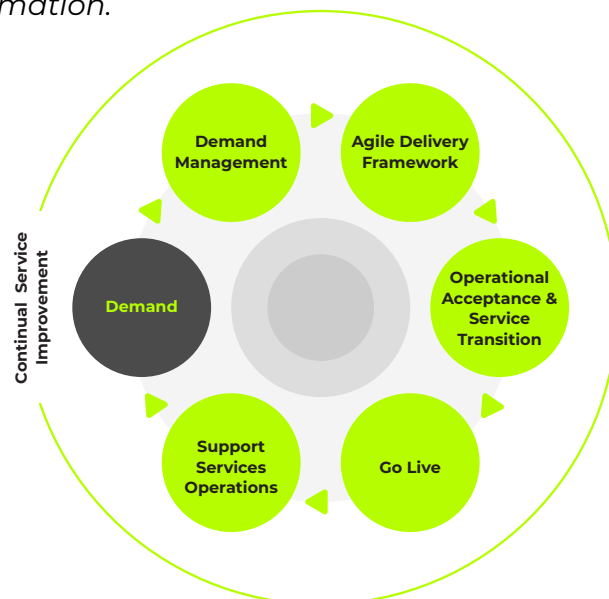 mation.
Demand
Management
Agile Delivery
Framework
Continual Service
Improvement
Demand
Operational
Acceptance &
Service
Transition
Support
Services
Operations
Go Live